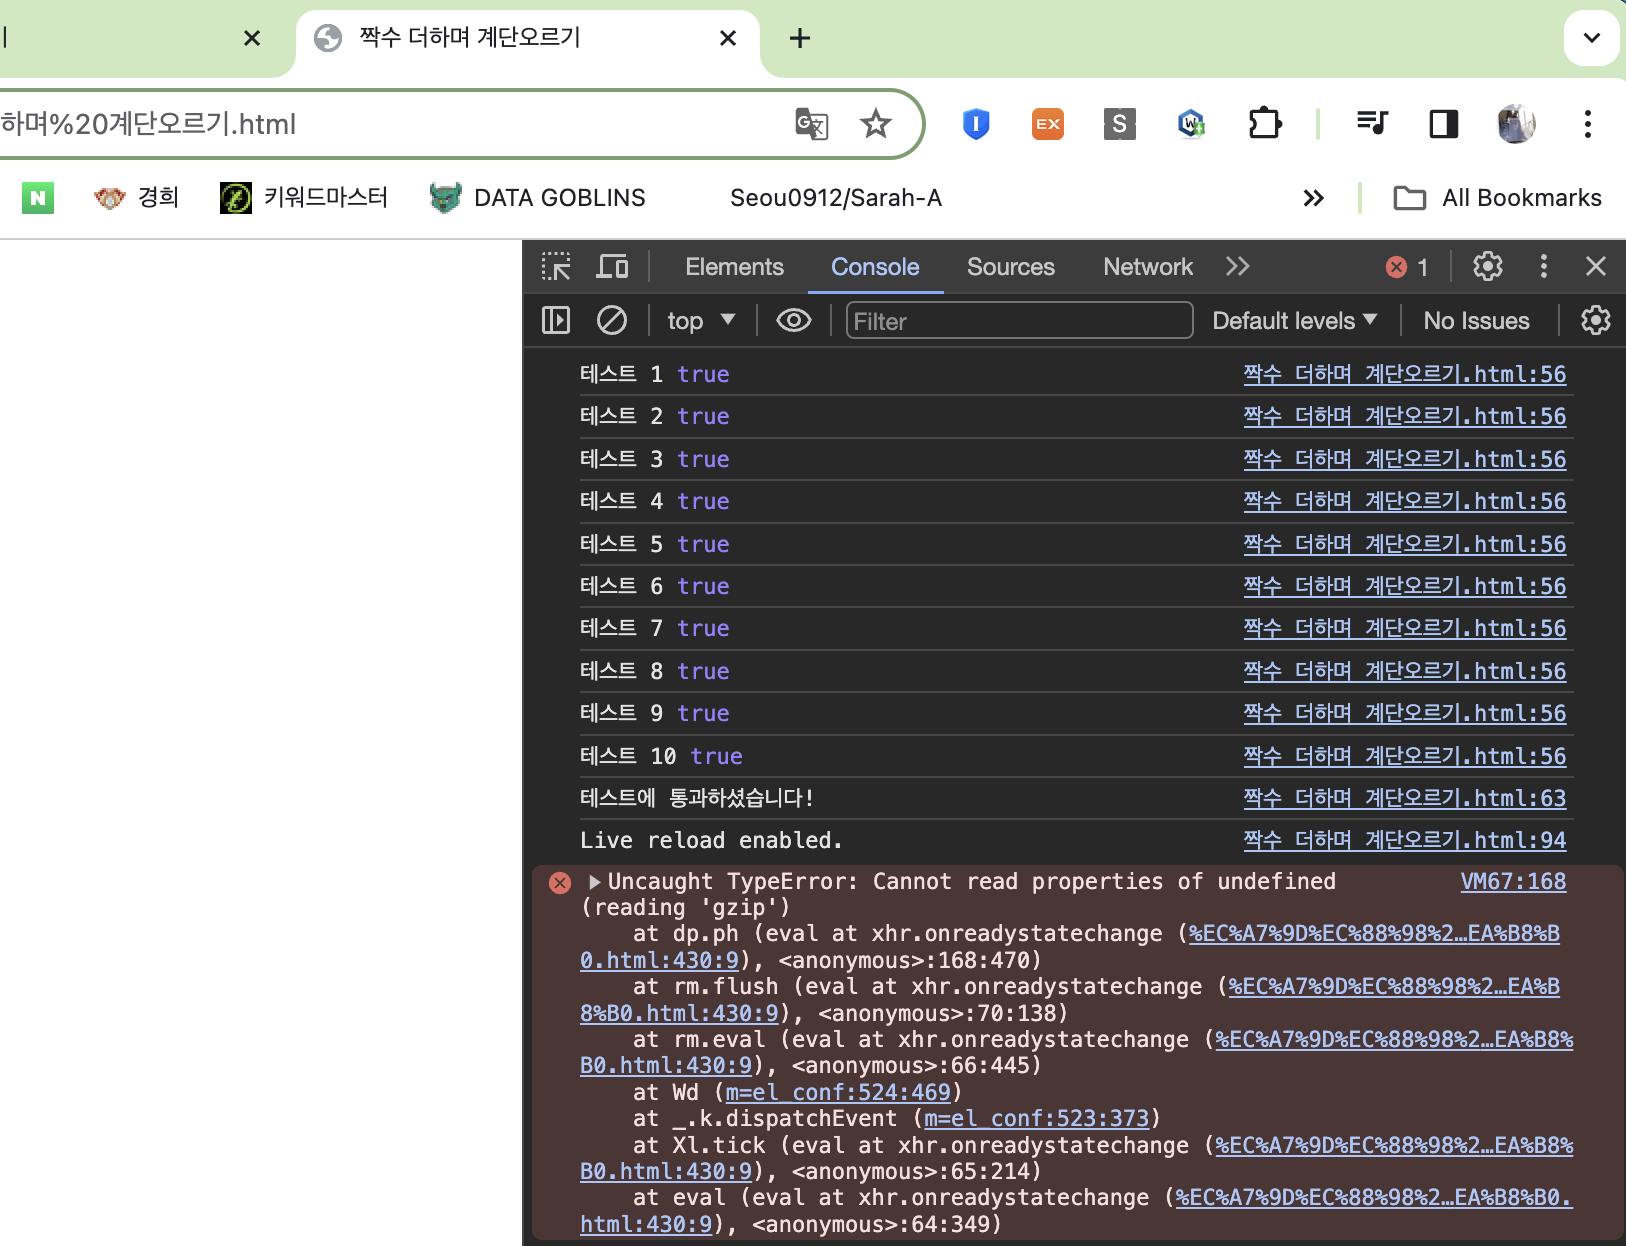 짝수 더하며 계단오르기
하며%20계단오르기.html
EX
S
W
N
경희
키워드마스터
DATA GOBLINS
Seou0912/Sarah-A
All Bookmarks
Elements
Console
Sources
Network
1
top
Filter
Default levels
No Issues
테스트 1 true 짝수 더하며 계단오르기.html:56
테스트 2 true 짝수 더하며 계단오르기.html:56
테스트 3 true 짝수 더하며 계단오르기.html:56
테스트 4 true 짝수 더하며 계단오르기.html:56
테스트 5 true 짝수 더하며 계단오르기.html:56
테스트 6 true 짝수 더하며 계단오르기.html:56
테스트 7 true 짝수 더하며 계단오르기.html:56
테스트 8 true 짝수 더하며 계단오르기.html:56
테스트 9 true 짝수 더하며 계단오르기.html:56
테스트 10 true 짝수 더하며 계단오르기.html:56
테스트에 통과하셨습니다! 짝수 더하며 계단오르기.html:63
Live reload enabled. 짝수 더하며 계단오르기.html:94
Uncaught TypeError: Cannot read properties of undefined VM67:168
(reading 'gzip')
at dp.ph (eval at xhr.onreadystatechange (%EC%A7%9D%EC%88%98%2…EA%B8%B
0.html:430:9), <anonymous>:168:470)
at rm.flush (eval at xhr.onreadystatechange (%EC%A7%9D%EC%88%98%2…EA%B
8%B0.html:430:9), <anonymous>:70:138)
at rm.eval (eval at xhr.onreadystatechange (%EC%A7%9D%EC%88%98%2…EA%B8%
B0.html:430:9), <anonymous>:66:445)
at Wd (m=el_conf:524:469)
at _.k.dispatchEvent (m=el_conf:523:373)
at Xl.tick (eval at xhr.onreadystatechange (%EC%A7%9D%EC%88%98%2…EA%B8%
B0.html:430:9), <anonymous>:65:214)
at eval (eval at xhr.onreadystatechange (%EC%A7%9D%EC%88%98%2…EA%B8%B0.
html:430:9), <anonymous>:64:349)